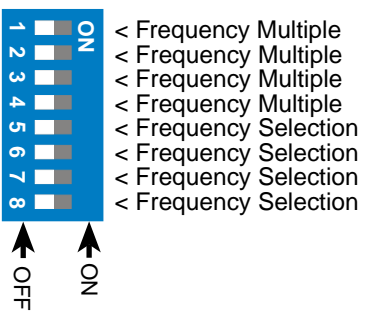 1 ON < Frequency Multiple
2 < Frequency Multiple
3 < Frequency Multiple
4 < Frequency Multiple
5 < Frequency Selection
6 < Frequency Selection
7 < Frequency Selection
8 < Frequency Selection
OFF ON